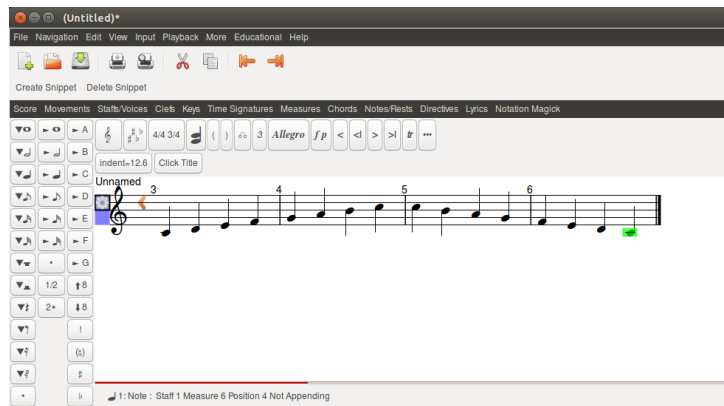 (Untitled)*
File Navigation Edit View Input Playback More Educational Help
Create Snippet Delete Snippet
Score Movements Staffs/Voices Clefs Keys Time Signatures Measures Chords Notes/Rests Directives Lyrics Notation Magick
A 4/4 3/4 ( ) 3 Allegro f p < <| > >| tr •••
B indent=12.6 Click Title
C
Unnamed
3 4 5 6
D
E
F
G
1/2 8
2* 8
!
(♮)
♯
♭
1: Note : Staff 1 Measure 6 Position 4 Not Appending